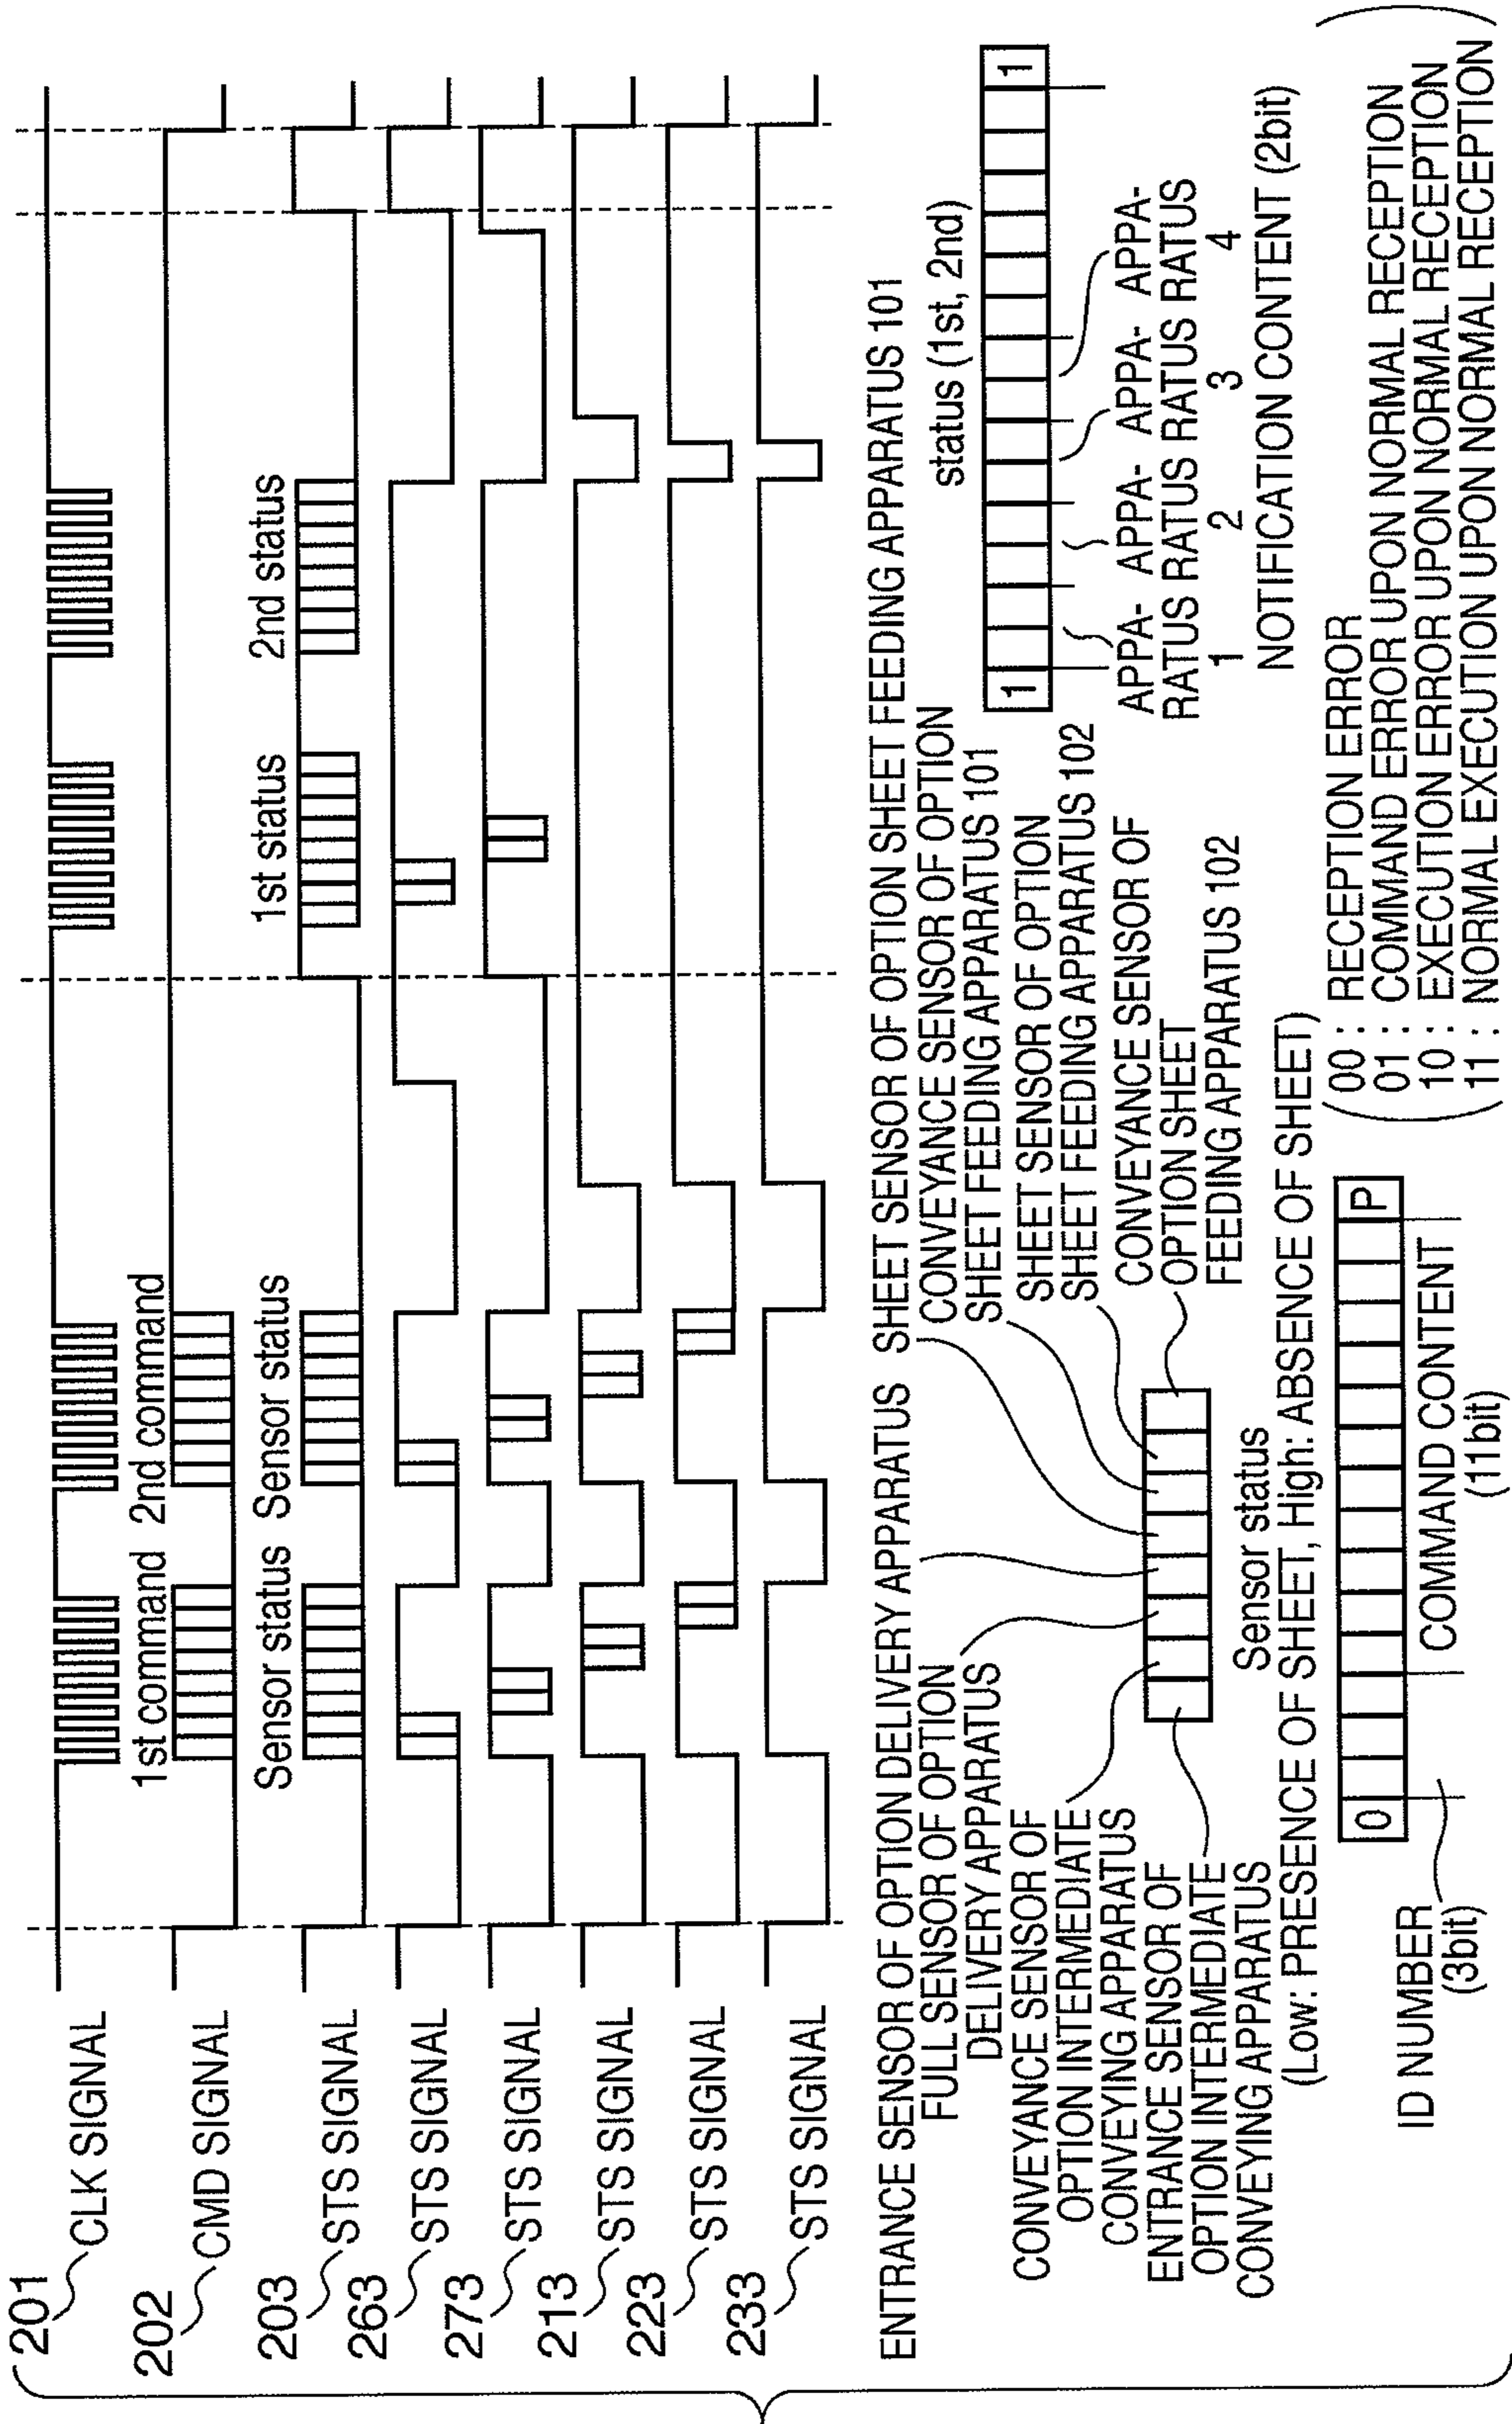 201
CLK SIGNAL
202
CMD SIGNAL
1st command
2nd command
203
STS SIGNAL
Sensor status
Sensor status
1st status
2nd status
263
STS SIGNAL
273
STS SIGNAL
213
STS SIGNAL
223
STS SIGNAL
233
STS SIGNAL
ENTRANCE SENSOR OF OPTION DELIVERY APPARATUS
FULL SENSOR OF OPTION
DELIVERY APPARATUS
CONVEYANCE SENSOR OF
OPTION INTERMEDIATE
CONVEYING APPARATUS
ENTRANCE SENSOR OF
OPTION INTERMEDIATE
CONVEYING APPARATUS
SHEET SENSOR OF OPTION SHEET FEEDING APPARATUS 101
CONVEYANCE SENSOR OF OPTION
SHEET FEEDING APPARATUS 101
SHEET SENSOR OF OPTION
SHEET FEEDING APPARATUS 102
CONVEYANCE SENSOR OF
OPTION SHEET
FEEDING APPARATUS 102
Sensor status
(Low: PRESENCE OF SHEET, High: ABSENCE OF SHEET)
status (1st, 2nd)
1
1
APPA-
RATUS
1
APPA-
RATUS
2
APPA-
RATUS
3
APPA-
RATUS
4
NOTIFICATION CONTENT (2bit)
00 : RECEPTION ERROR
01 : COMMAND ERROR UPON NORMAL RECEPTION
10 : EXECUTION ERROR UPON NORMAL RECEPTION
11 : NORMAL EXECUTION UPON NORMAL RECEPTION
0
P
ID NUMBER
(3bit)
COMMAND CONTENT
(11bit)